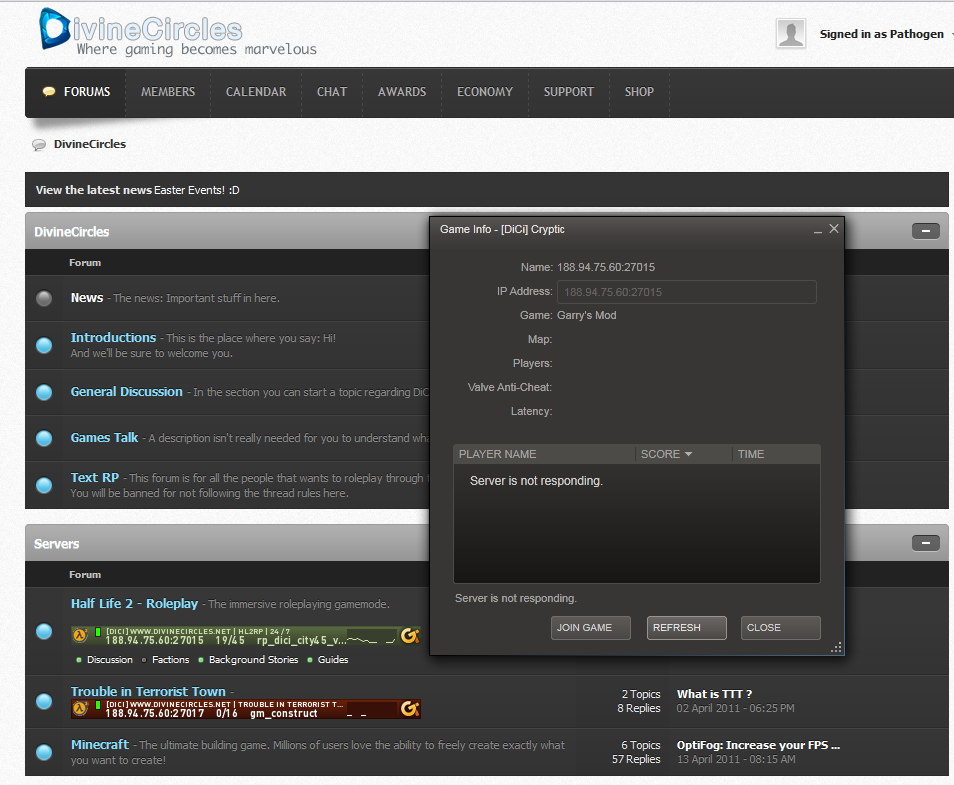 DivineCircles
Where gaming becomes marvelous
Signed in as Pathogen
FORUMS MEMBERS CALENDAR CHAT AWARDS ECONOMY SUPPORT SHOP
DivineCircles
View the latest news Easter Events! :D
DivineCircles
Forum
News - The news: Important stuff in here.
Introductions - This is the place where you say: Hi!
And we'll be sure to welcome you.
General Discussion - In the section you can start a topic regarding DiC
Games Talk - A description isn't really needed for you to understand wha
Text RP - This forum is for all the people that wants to roleplay through
You will be banned for not following the thread rules here.
Game Info - [DiCi] Cryptic
Name: 188.94.75.60:27015
IP Address: 188.94.75.60:27015
Game: Garry's Mod
Map:
Players:
Valve Anti-Cheat:
Latency:
PLAYER NAME SCORE TIME
Server is not responding.
Server is not responding.
JOIN GAME REFRESH CLOSE
Servers
Forum
Half Life 2 - Roleplay - The immersive roleplaying gamemode.
[DICI] WWW.DIVINECIRCLES.NET | HL2RP | 24/7
188.94.75.60:27015 19/45 rp_dici_city45_v...
Discussion Factions Background Stories Guides
Trouble in Terrorist Town -
[DICI] WWW.DIVINECIRCLES.NET | TROUBLE IN TERRORIST T...
188.94.75.60:27017 0/16 gm_construct
2 Topics
8 Replies
What is TTT ?
02 April 2011 - 06:25 PM
Minecraft - The ultimate building game. Millions of users love the ability to freely create exactly what
you want to create!
6 Topics
57 Replies
OptiFog: Increase your FPS ...
13 April 2011 - 08:15 AM